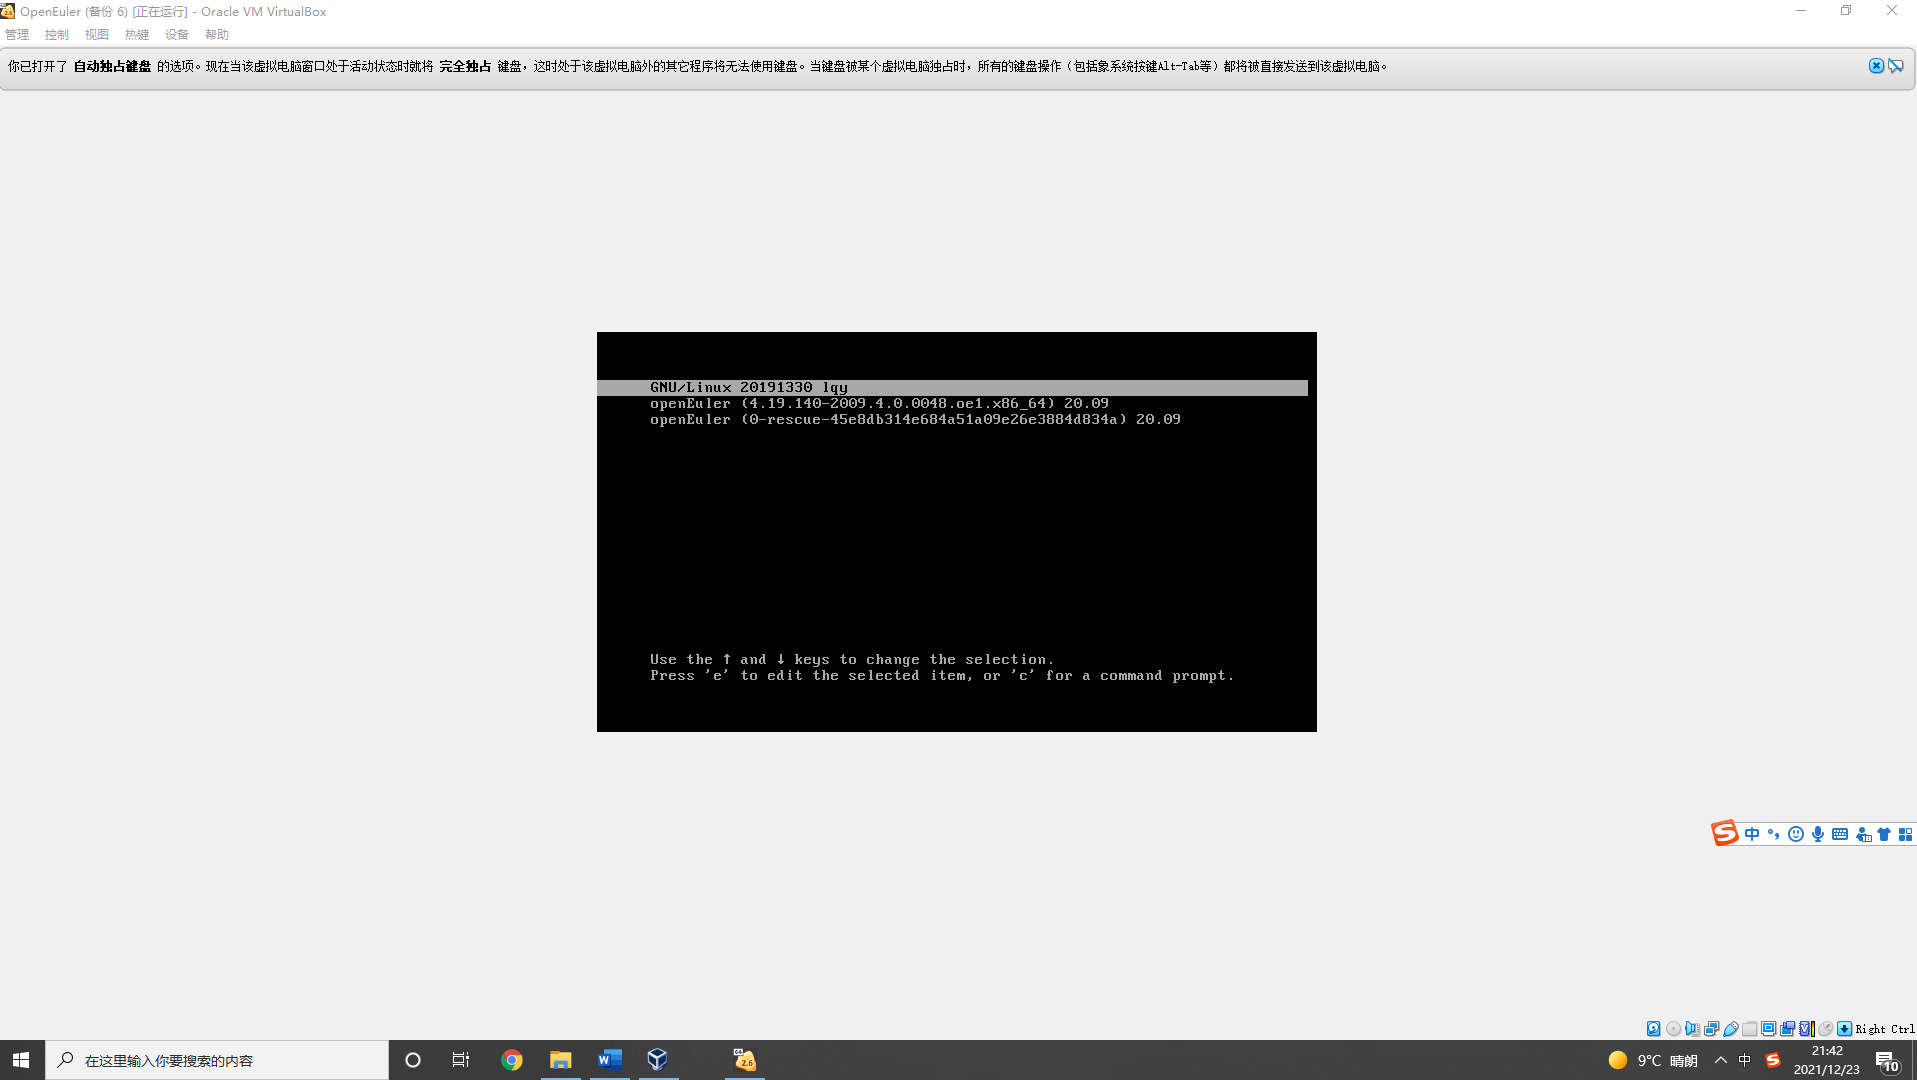 OpenEuler (备份 6) [正在运行] - Oracle VM VirtualBox
管理 控制 视图 热键 设备 帮助
你已打开了 自动独占键盘 的选项。现在当该虚拟电脑窗口处于活动状态时就将 完全独占 键盘，这时处于该虚拟电脑外的其它程序将无法使用键盘。当键盘被某个虚拟电脑独占时，所有的键盘操作（包括象系统按键Alt-Tab等）都将被直接发送到该虚拟电脑。
GNU/Linux 20191330 lqy
openEuler (4.19.140-2009.4.0.0048.oe1.x86_64) 20.09
openEuler (0-rescue-45e8db314e684a51a09e26e3884d834a) 20.09
Use the ↑ and ↓ keys to change the selection.
Press 'e' to edit the selected item, or 'c' for a command prompt.
中
Right Ctrl
在这里输入你要搜索的内容
9°C 晴朗
中
21:42
2021/12/23
10